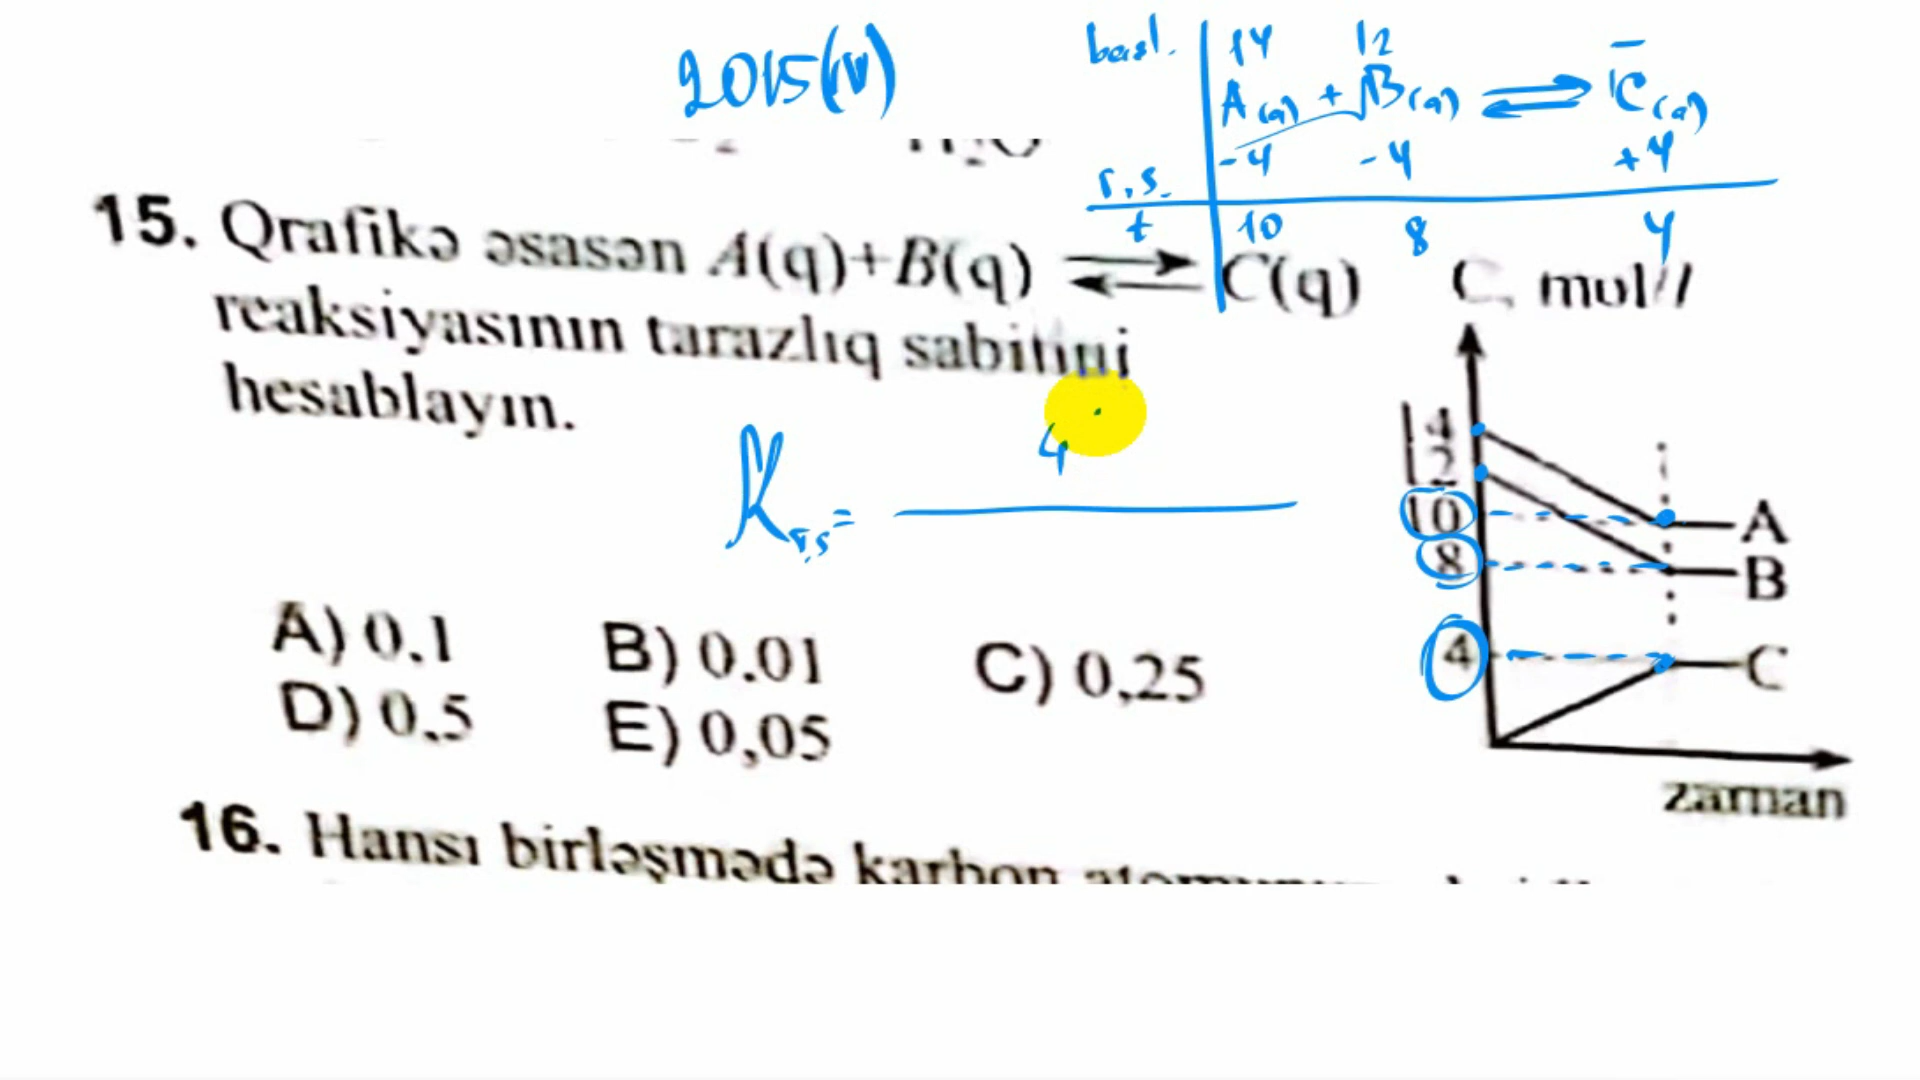 2015(IV)
başl. 14 12 –
A(q) + B(q) ⇌ C(q)
-4 -4 +4
r.s.
t 10 8 4
H₂O
15. Qrafikə əsasən A(q)+B(q) ⇌ C(q)
reaksiyasının tarazlıq sabitini
hesablayın.
C, mol/l
14
12
10
8
4
A
B
C
zaman
4
K r.s =
A) 0.1 B) 0.01 C) 0,25
D) 0,5 E) 0,05
16. Hansı birləşmədə karbon